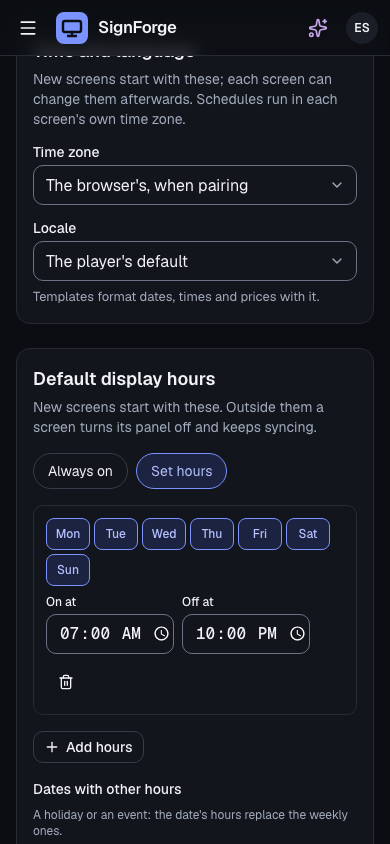 SignForge
ES
Time and language
New screens start with these; each screen can
change them afterwards. Schedules run in each
screen's own time zone.
Time zone
The browser's, when pairing
Locale
The player's default
Templates format dates, times and prices with it.
Default display hours
New screens start with these. Outside them a
screen turns its panel off and keeps syncing.
Always on
Set hours
Mon
Tue
Wed
Thu
Fri
Sat
Sun
On at
Off at
07:00 AM
10:00 PM
Add hours
Dates with other hours
A holiday or an event: the date's hours replace the weekly
ones.